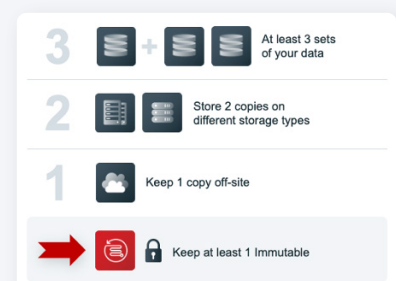 3
At least 3 sets
of your data
2
Store 2 copies on
different storage types
1
Keep 1 copy off-site
Keep at least 1 Immutable